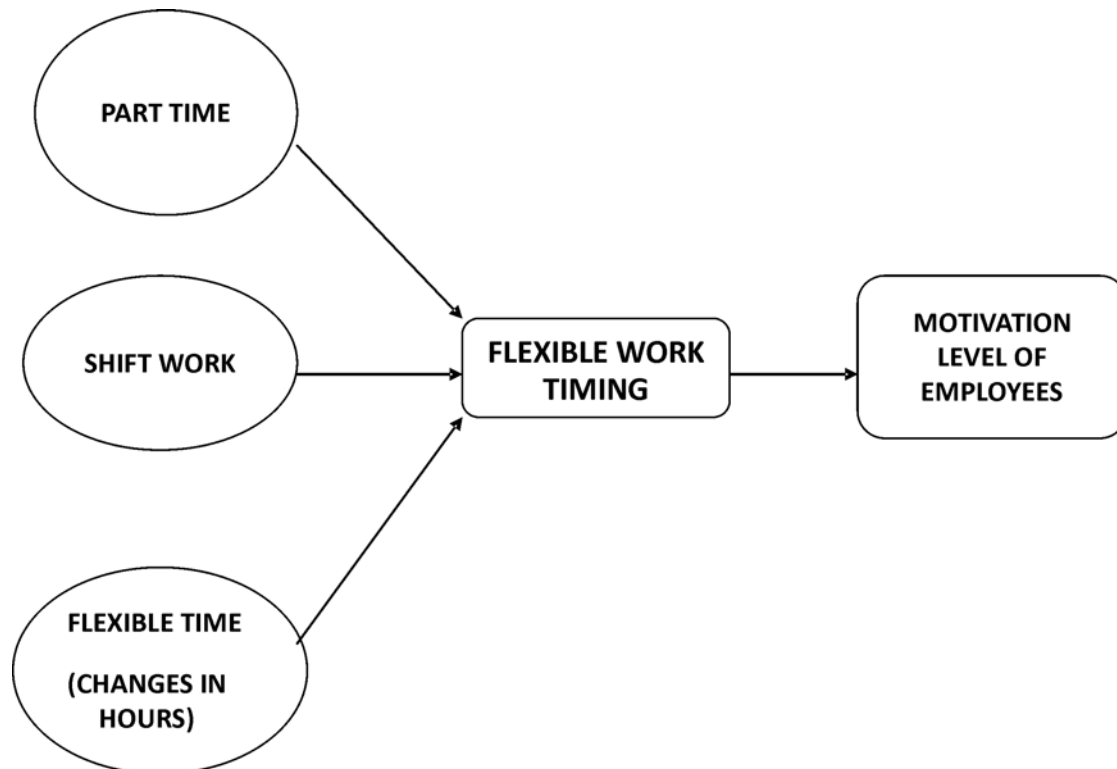 PART TIME
SHIFT WORK
FLEXIBLE TIME
(CHANGES IN
HOURS)
FLEXIBLE WORK
TIMING
MOTIVATION
LEVEL OF
EMPLOYEES